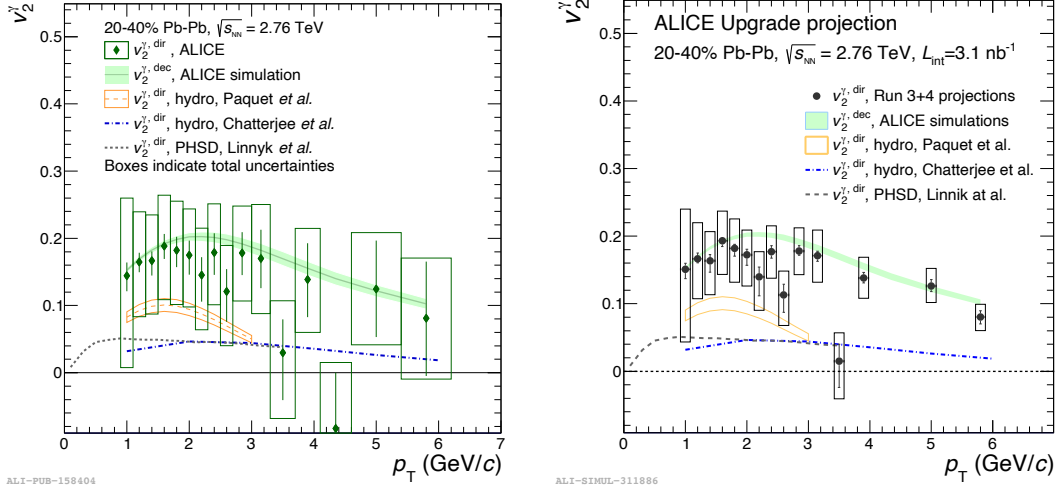 v₂^γ
20-40% Pb-Pb, √s_NN = 2.76 TeV
v₂^γ,dir, ALICE
v₂^γ,dec, ALICE simulation
v₂^γ,dir, hydro, Paquet et al.
v₂^γ,dir, hydro, Chatterjee et al.
v₂^γ,dir, PHSD, Linnyk et al.
Boxes indicate total uncertainties
0.5
0.4
0.3
0.2
0.1
0
0 1 2 3 4 5 6 7
p_T (GeV/c)
ALI-PUB-158404
v₂^γ
ALICE Upgrade projection
20-40% Pb-Pb, √s_NN = 2.76 TeV, L_int=3.1 nb⁻¹
v₂^γ,dir, Run 3+4 projections
v₂^γ,dec, ALICE simulations
v₂^γ,dir, hydro, Paquet et al.
v₂^γ,dir, hydro, Chatterjee et al.
v₂^γ,dir, PHSD, Linnik at al.
0.5
0.4
0.3
0.2
0.1
0
0 1 2 3 4 5 6
p_T (GeV/c)
ALI-SIMUL-311886